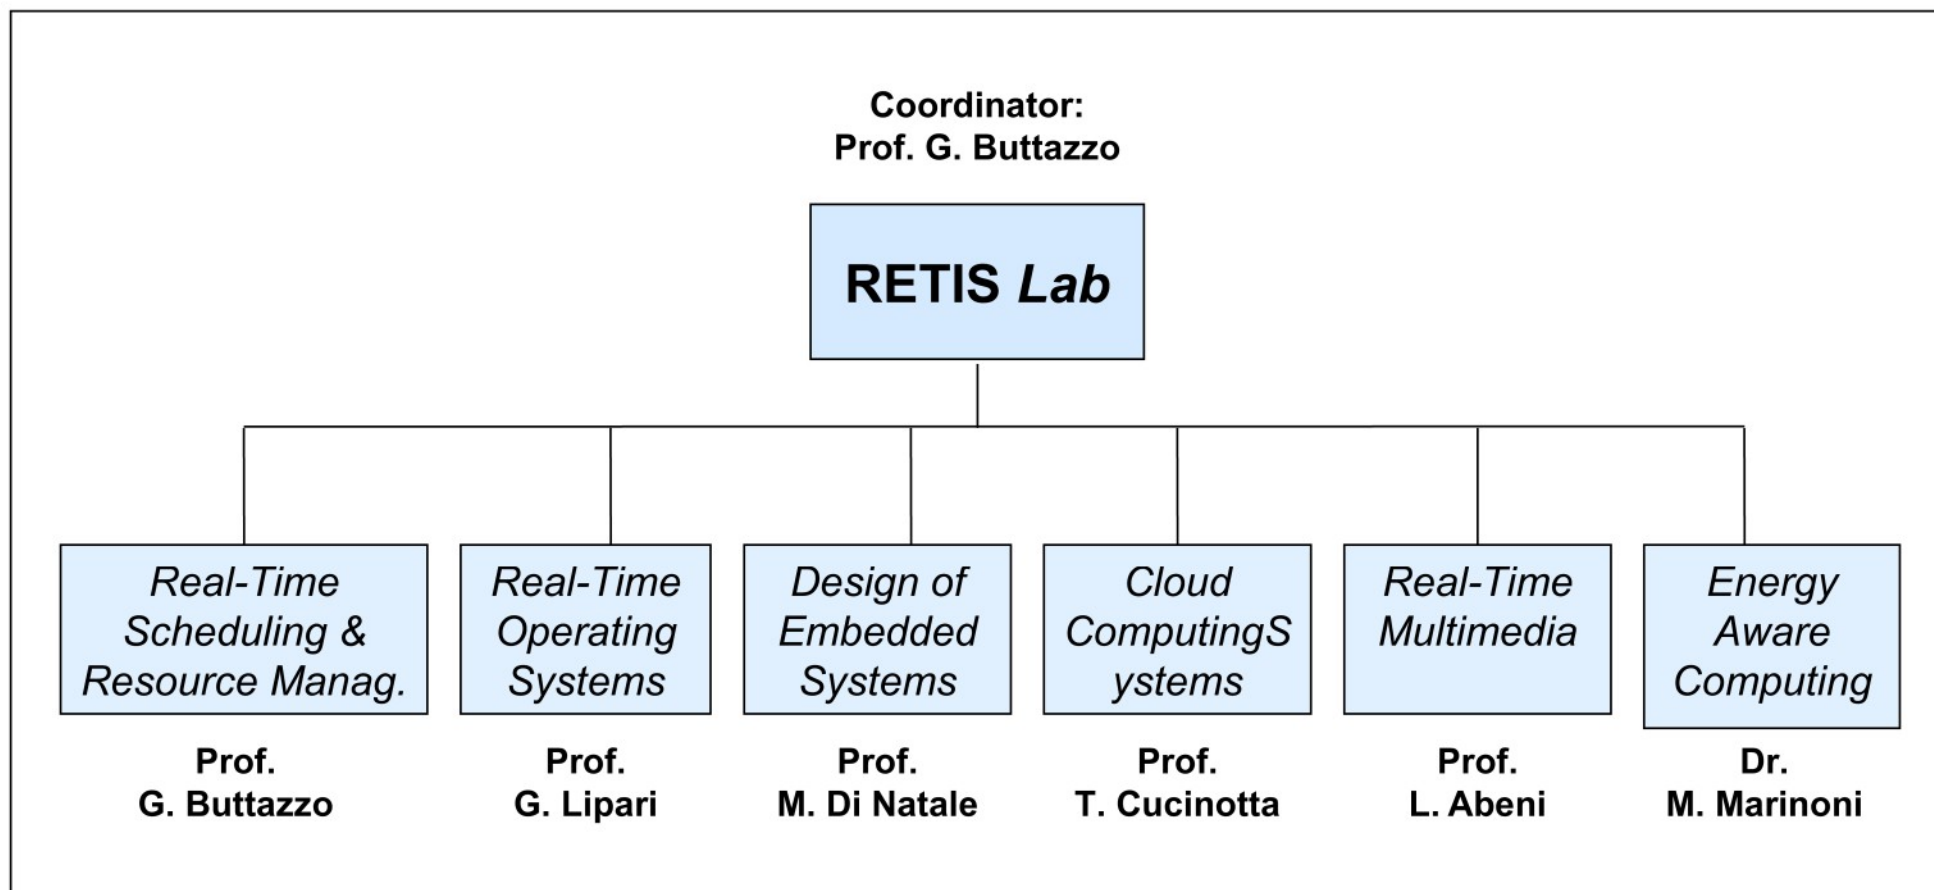 Coordinator:
Prof. G. Buttazzo
RETIS Lab
Real-Time
Scheduling &
Resource Manag.
Real-Time
Operating
Systems
Design of
Embedded
Systems
Cloud
ComputingS
ystems
Real-Time
Multimedia
Energy
Aware
Computing
Prof.
G. Buttazzo
Prof.
G. Lipari
Prof.
M. Di Natale
Prof.
T. Cucinotta
Prof.
L. Abeni
Dr.
M. Marinoni